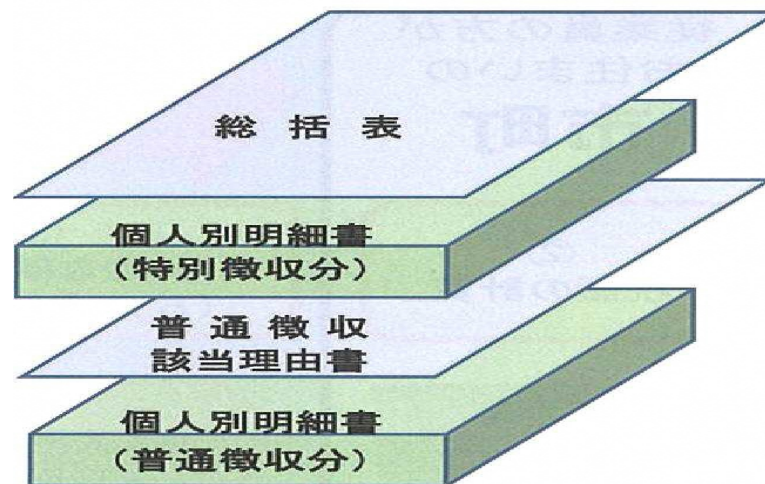 総括表
個人別明細書
（特別徴収分）
普通徴収
該当理由書
個人別明細書
（普通徴収分）